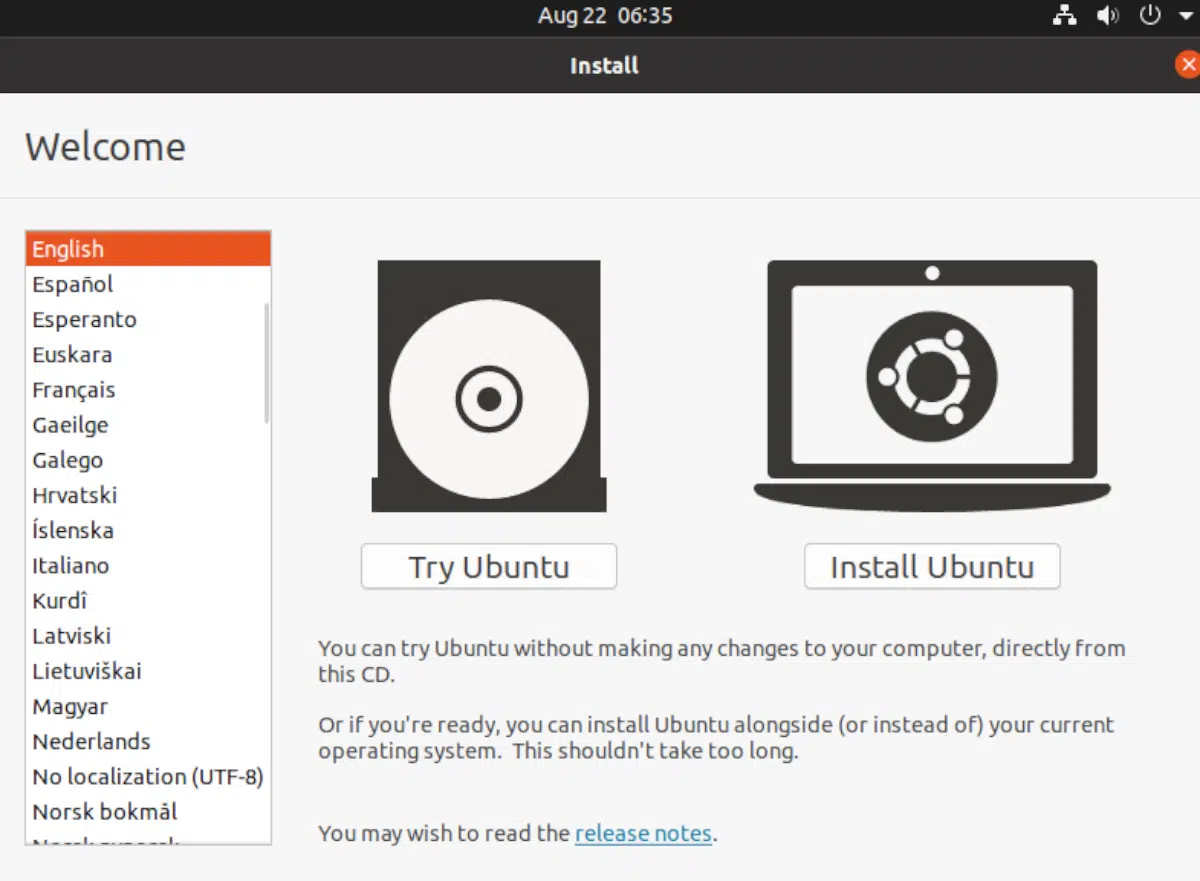 Aug 22 06:35
Install
Welcome
English
Español
Esperanto
Euskara
Français
Gaeilge
Galego
Hrvatski
Íslenska
Italiano
Kurdî
Latviski
Lietuviškai
Magyar
Nederlands
No localization (UTF-8)
Norsk bokmål
Try Ubuntu
Install Ubuntu
You can try Ubuntu without making any changes to your computer, directly from
this CD.
Or if you're ready, you can install Ubuntu alongside (or instead of) your current
operating system. This shouldn't take too long.
You may wish to read the release notes.